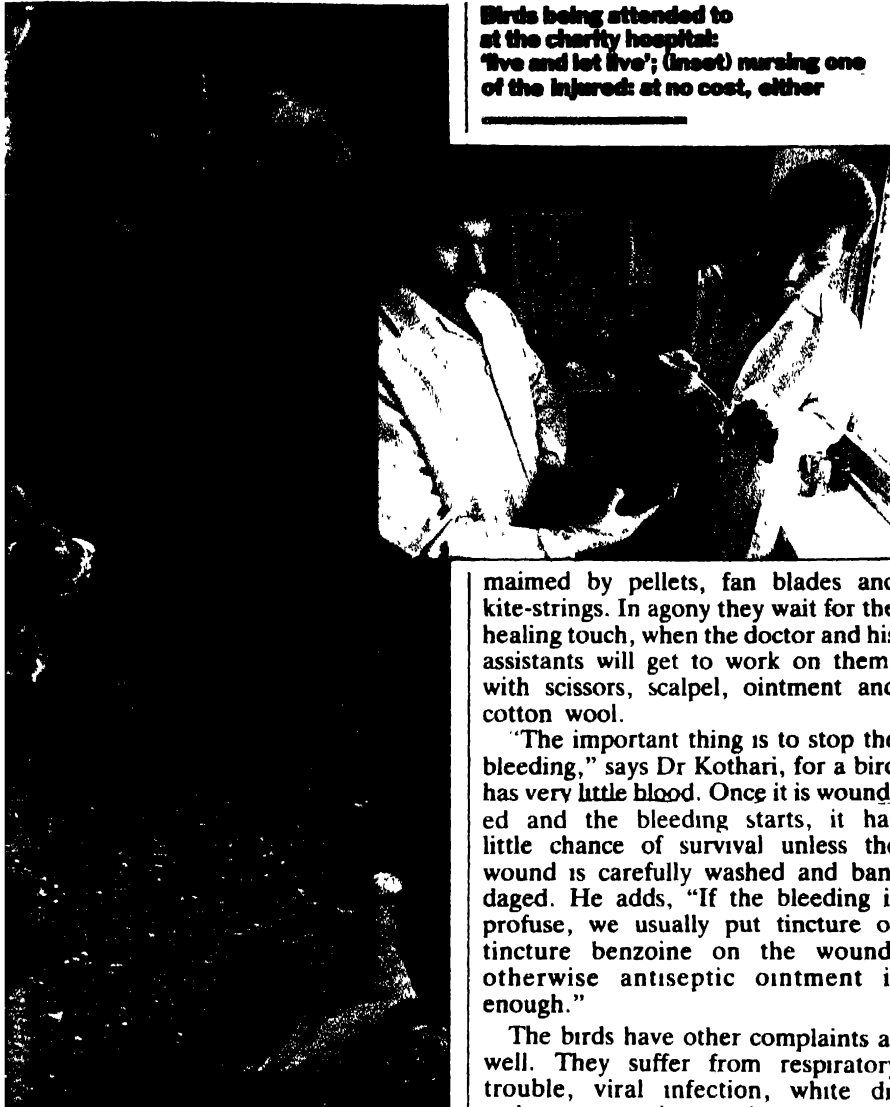 Birds being attended to
at the charity hospital:
'live and let live'; (inset) nursing one
of the injured: at no cost, either
maimed by pellets, fan blades and
kite-strings. In agony they wait for the
healing touch, when the doctor and his
assistants will get to work on them
with scissors, scalpel, ointment and
cotton wool.
"The important thing is to stop the
bleeding," says Dr Kothari, for a bird
has very little blood. Once it is wound-
ed and the bleeding starts, it ha
little chance of survival unless the
wound is carefully washed and ban
daged. He adds, "If the bleeding i
profuse, we usually put tincture o
tincture benzoine on the wound
otherwise antiseptic ointment i
enough."
The birds have other complaints a
well. They suffer from respiratory
trouble, viral infection, white di